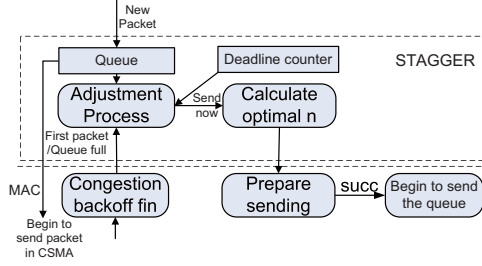 New
Packet
Queue
Deadline counter
STAGGER
Adjustment
Process
Send
now
Calculate
optimal n
First packet
/Queue full
MAC
Congestion
backoff fin
Prepare
sending
succ
Begin to send
the queue
Begin to
send packet
in CSMA